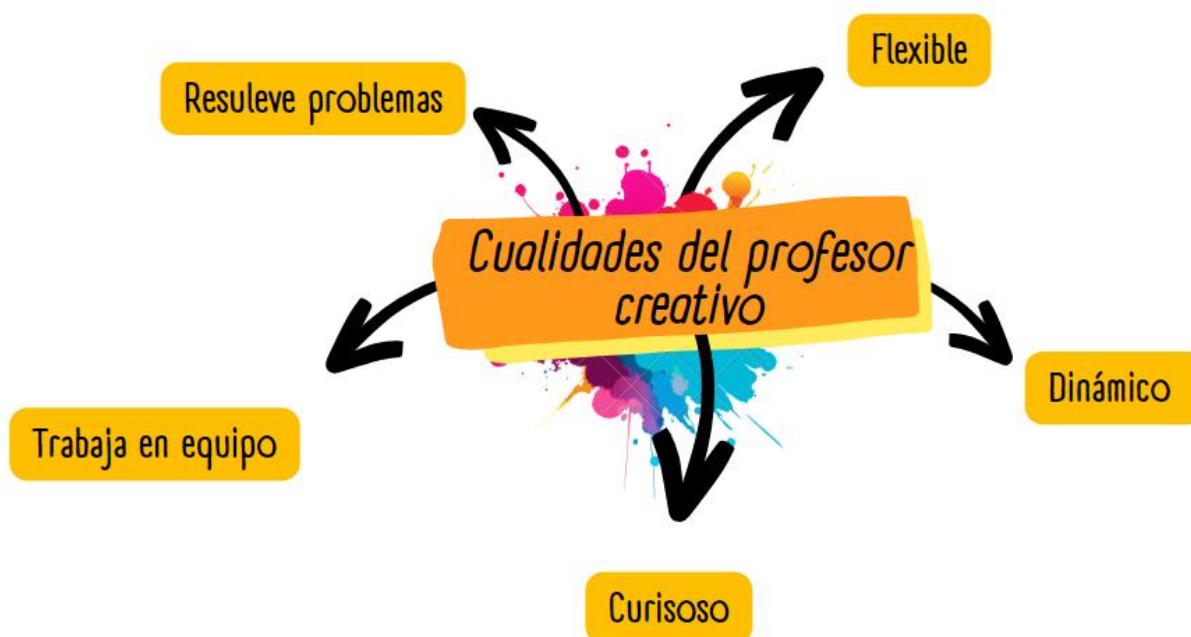 Flexible
Resuleve problemas
Cualidades del profesor
creativo
Dinámico
Trabaja en equipo
Curisoso